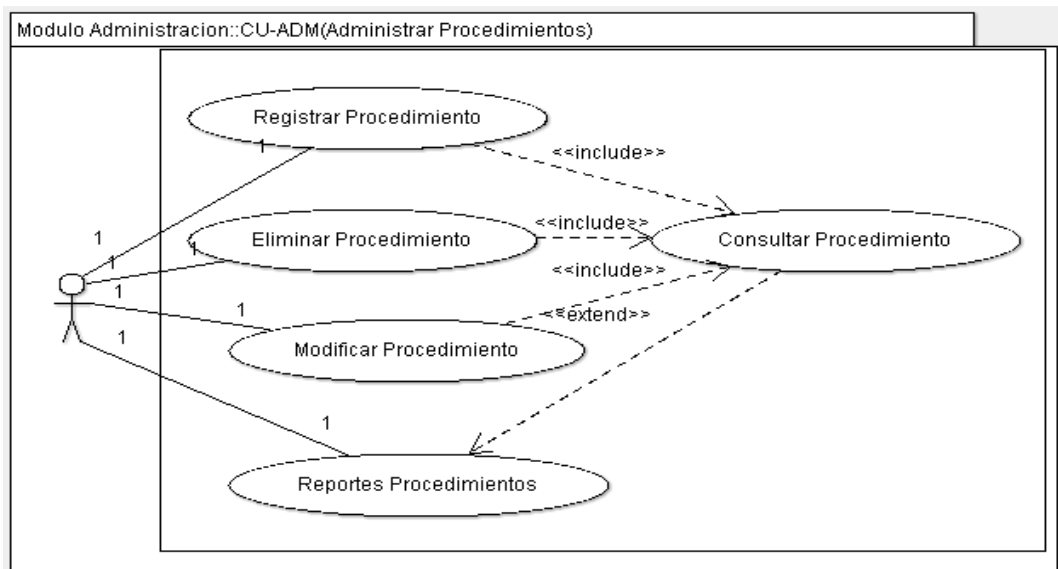 Modulo Administracion::CU-ADM(Administrar Procedimientos)
Registrar Procedimiento
1
<<include>>
1
Eliminar Procedimiento
<<include>>
Consultar Procedimiento
1
1
<<include>>
1
1
<<extend>>
1
Modificar Procedimiento
1
Reportes Procedimientos